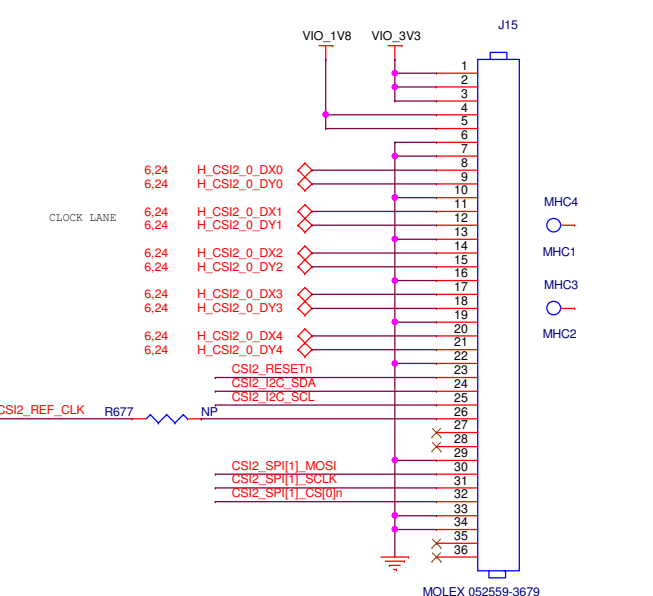 J15
VIO_1V8 VIO_3V3
1
2
3
4
5
6
7
6,24 H_CSI2_0_DX0 8
6,24 H_CSI2_0_DY0 9
10
6,24 H_CSI2_0_DX1 11
CLOCK LANE 6,24 H_CSI2_0_DY1 12
MHC4
13
6,24 H_CSI2_0_DX2 14
MHC1
6,24 H_CSI2_0_DY2 15
16
MHC3
6,24 H_CSI2_0_DX3 17
6,24 H_CSI2_0_DY3 18
19
6,24 H_CSI2_0_DX4 20
MHC2
6,24 H_CSI2_0_DY4 21
22
CSI2_RESETn 23
CSI2_I2C_SDA 24
CSI2_I2C_SCL 25
CSI2_REF_CLK R677 NP 26
27
28
29
CSI2_SPI[1]_MOSI 30
CSI2_SPI[1]_SCLK 31
CSI2_SPI[1]_CS[0]n 32
33
34
35
36
MOLEX 052559-3679